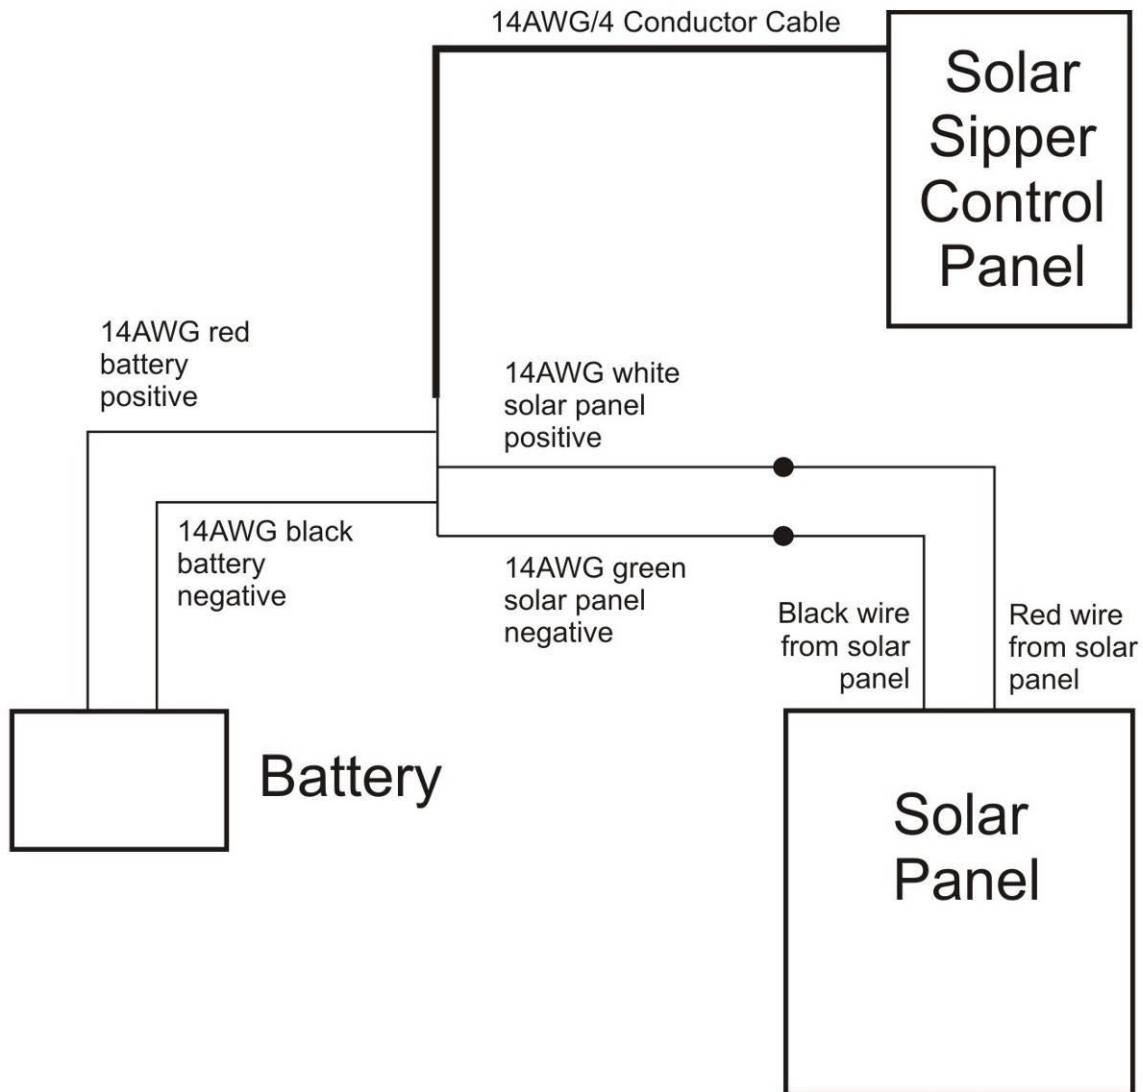 14AWG/4 Conductor Cable
Solar
Sipper
Control
Panel
14AWG red
battery
positive
14AWG white
solar panel
positive
14AWG black
battery
negative
14AWG green
solar panel
negative
Black wire
from solar
panel
Red wire
from solar
panel
Battery
Solar
Panel